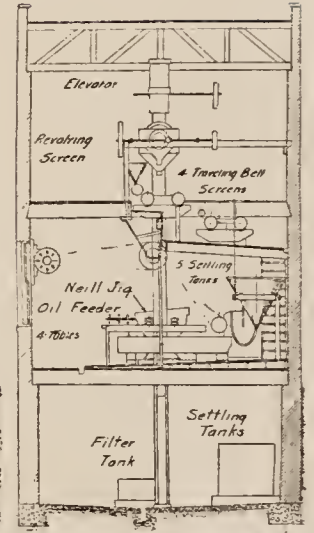 Elevator
Revolving
Screen
4 Traveling Belt
Screens
5 Settling
Tanks
Neill Jig
Oil Feeder
4 Tables
Filter
Tank
Settling
Tanks